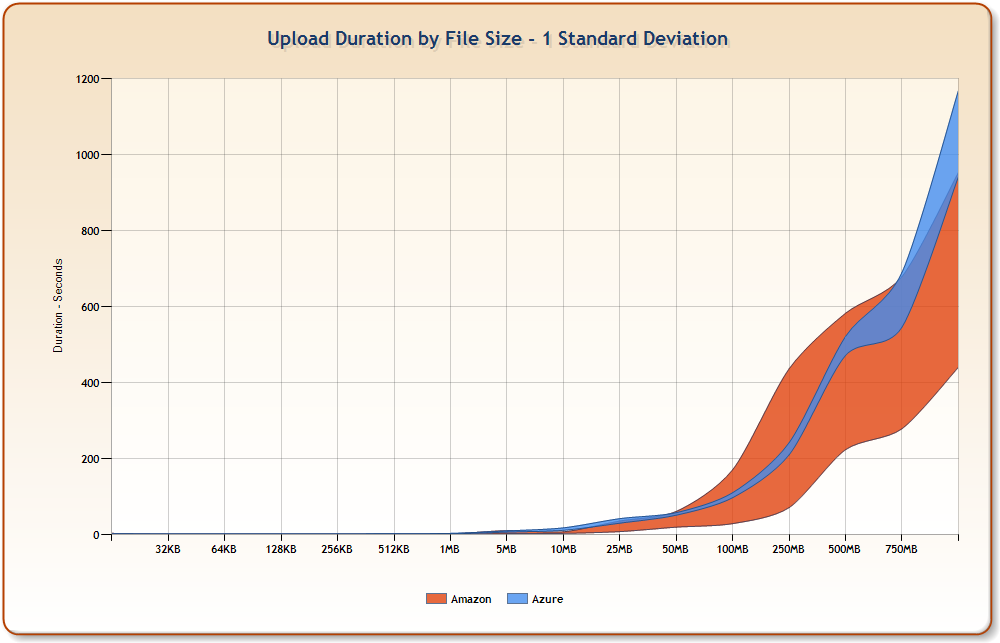 Upload Duration by File Size - 1 Standard Deviation
1200
1000
800
600
400
200
0
Duration - Seconds
32KB 64KB 128KB 256KB 512KB 1MB 5MB 10MB 25MB 50MB 100MB 250MB 500MB 750MB
Amazon Azure